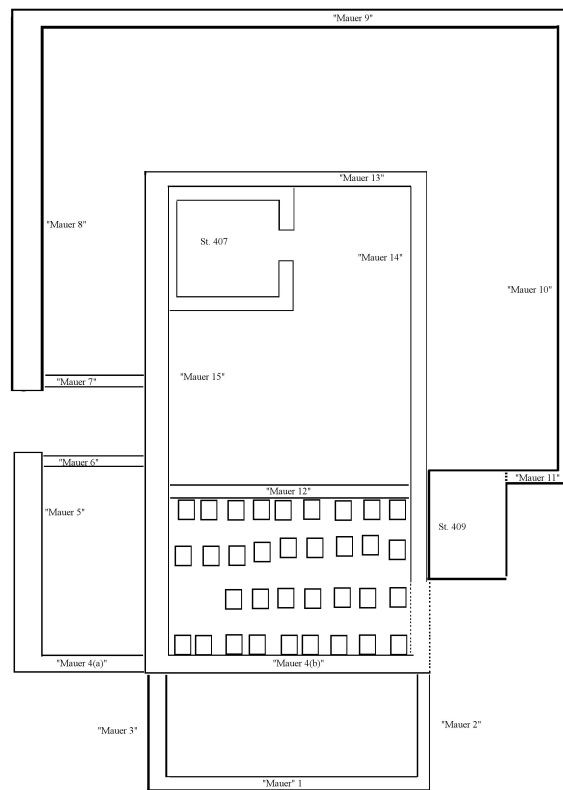 "Mauer 9"
"Mauer 13"
"Mauer 8"
St. 407
"Mauer 14"
"Mauer 10"
"Mauer 15"
"Mauer 7"
"Mauer 6"
"Mauer 11"
"Mauer 12"
"Mauer 5"
St. 409
"Mauer 4(a)"
"Mauer 4(b)"
"Mauer 3"
"Mauer 2"
"Mauer" 1